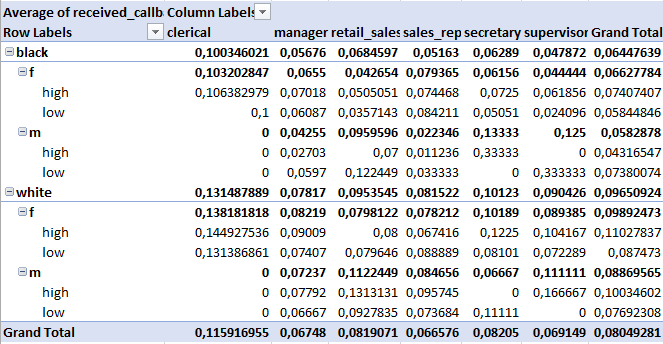 Average of received_callba Column Labels
Row Labels clerical manager retail_sales sales_rep secretary supervisor Grand Total
black 0,100346021 0,05676 0,0684597 0,05163 0,06289 0,047872 0,06447639
f 0,103202847 0,0655 0,042654 0,079365 0,06156 0,044444 0,06627784
high 0,106382979 0,07018 0,0505051 0,074468 0,0725 0,061856 0,07407407
low 0,1 0,06087 0,0357143 0,084211 0,05051 0,024096 0,05844846
m 0 0,04255 0,0959596 0,022346 0,13333 0,125 0,0582878
high 0 0,02703 0,07 0,011236 0,33333 0 0,04316547
low 0 0,0597 0,122449 0,033333 0 0,333333 0,07380074
white 0,131487889 0,07817 0,0953545 0,081522 0,10123 0,090426 0,09650924
f 0,138181818 0,08219 0,0798122 0,078212 0,10189 0,089385 0,09892473
high 0,144927536 0,09009 0,08 0,067416 0,1225 0,104167 0,11027837
low 0,131386861 0,07407 0,079646 0,088889 0,08101 0,072289 0,087473
m 0 0,07237 0,1122449 0,084656 0,06667 0,111111 0,08869565
high 0 0,07792 0,1313131 0,095745 0 0,166667 0,10034602
low 0 0,06667 0,0927835 0,073684 0,11111 0 0,07692308
Grand Total 0,115916955 0,06748 0,0819071 0,066576 0,08205 0,069149 0,08049281